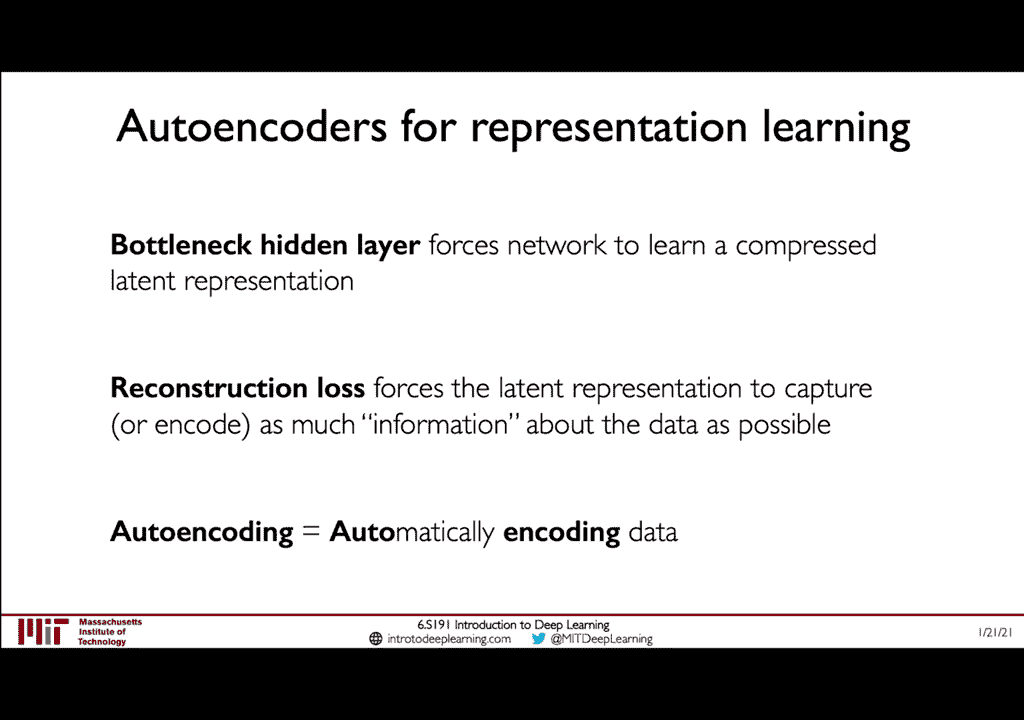 Autoencoders for representation learning
Bottleneck hidden layer forces network to learn a compressed
latent representation
Reconstruction loss forces the latent representation to capture
(or encode) as much “information” about the data as possible
Autoencoding = Automatically encoding data
Massachusetts
Institute of
Technology
6.S191 Introduction to Deep Learning
introtodeeplearning.com @MITDeepLearning
1/21/21